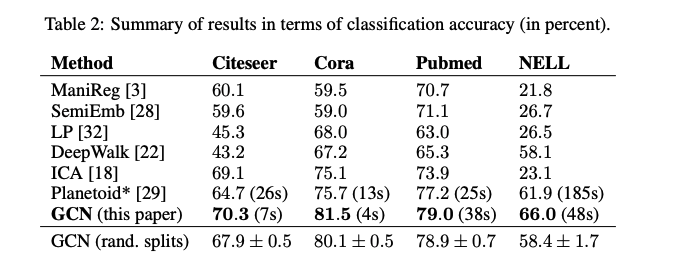 Table 2: Summary of results in terms of classification accuracy (in percent).
Method Citeseer Cora Pubmed NELL
ManiReg [3] 60.1 59.5 70.7 21.8
SemiEmb [28] 59.6 59.0 71.1 26.7
LP [32] 45.3 68.0 63.0 26.5
DeepWalk [22] 43.2 67.2 65.3 58.1
ICA [18] 69.1 75.1 73.9 23.1
Planetoid* [29] 64.7 (26s) 75.7 (13s) 77.2 (25s) 61.9 (185s)
GCN (this paper) 70.3 (7s) 81.5 (4s) 79.0 (38s) 66.0 (48s)
GCN (rand. splits) 67.9 ± 0.5 80.1 ± 0.5 78.9 ± 0.7 58.4 ± 1.7